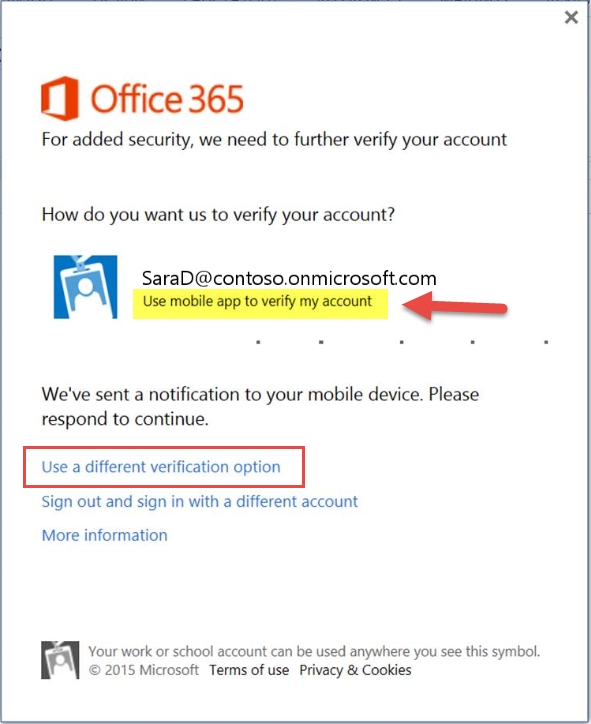 Office 365
For added security, we need to further verify your account
How do you want us to verify your account?
SaraD@contoso.onmicrosoft.com
Use mobile app to verify my account
We've sent a notification to your mobile device. Please
respond to continue.
Use a different verification option
Sign out and sign in with a different account
More information
Your work or school account can be used anywhere you see this symbol.
© 2015 Microsoft Terms of use Privacy & Cookies